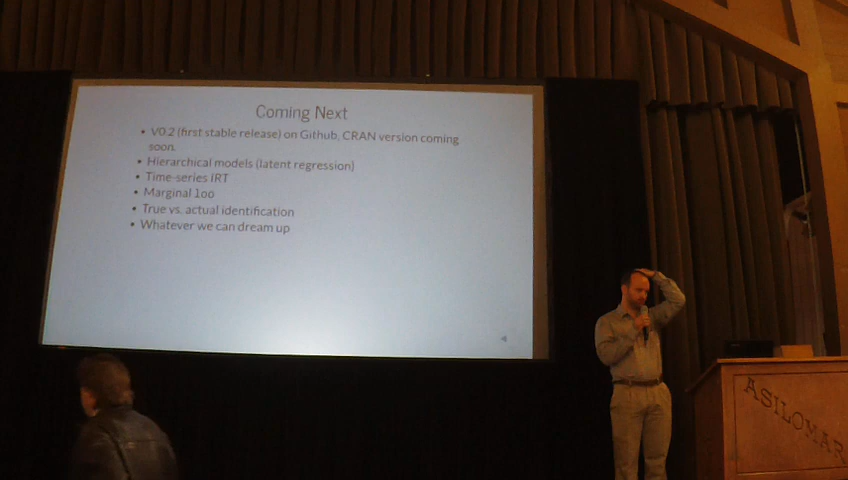 Coming Next
• V0.2 (first stable release) on Github, CRAN version coming
soon.
• Hierarchical models (latent regression)
• Time-series IRT
• Marginal loo
• True vs. actual identification
• Whatever we can dream up
ASILOMAR